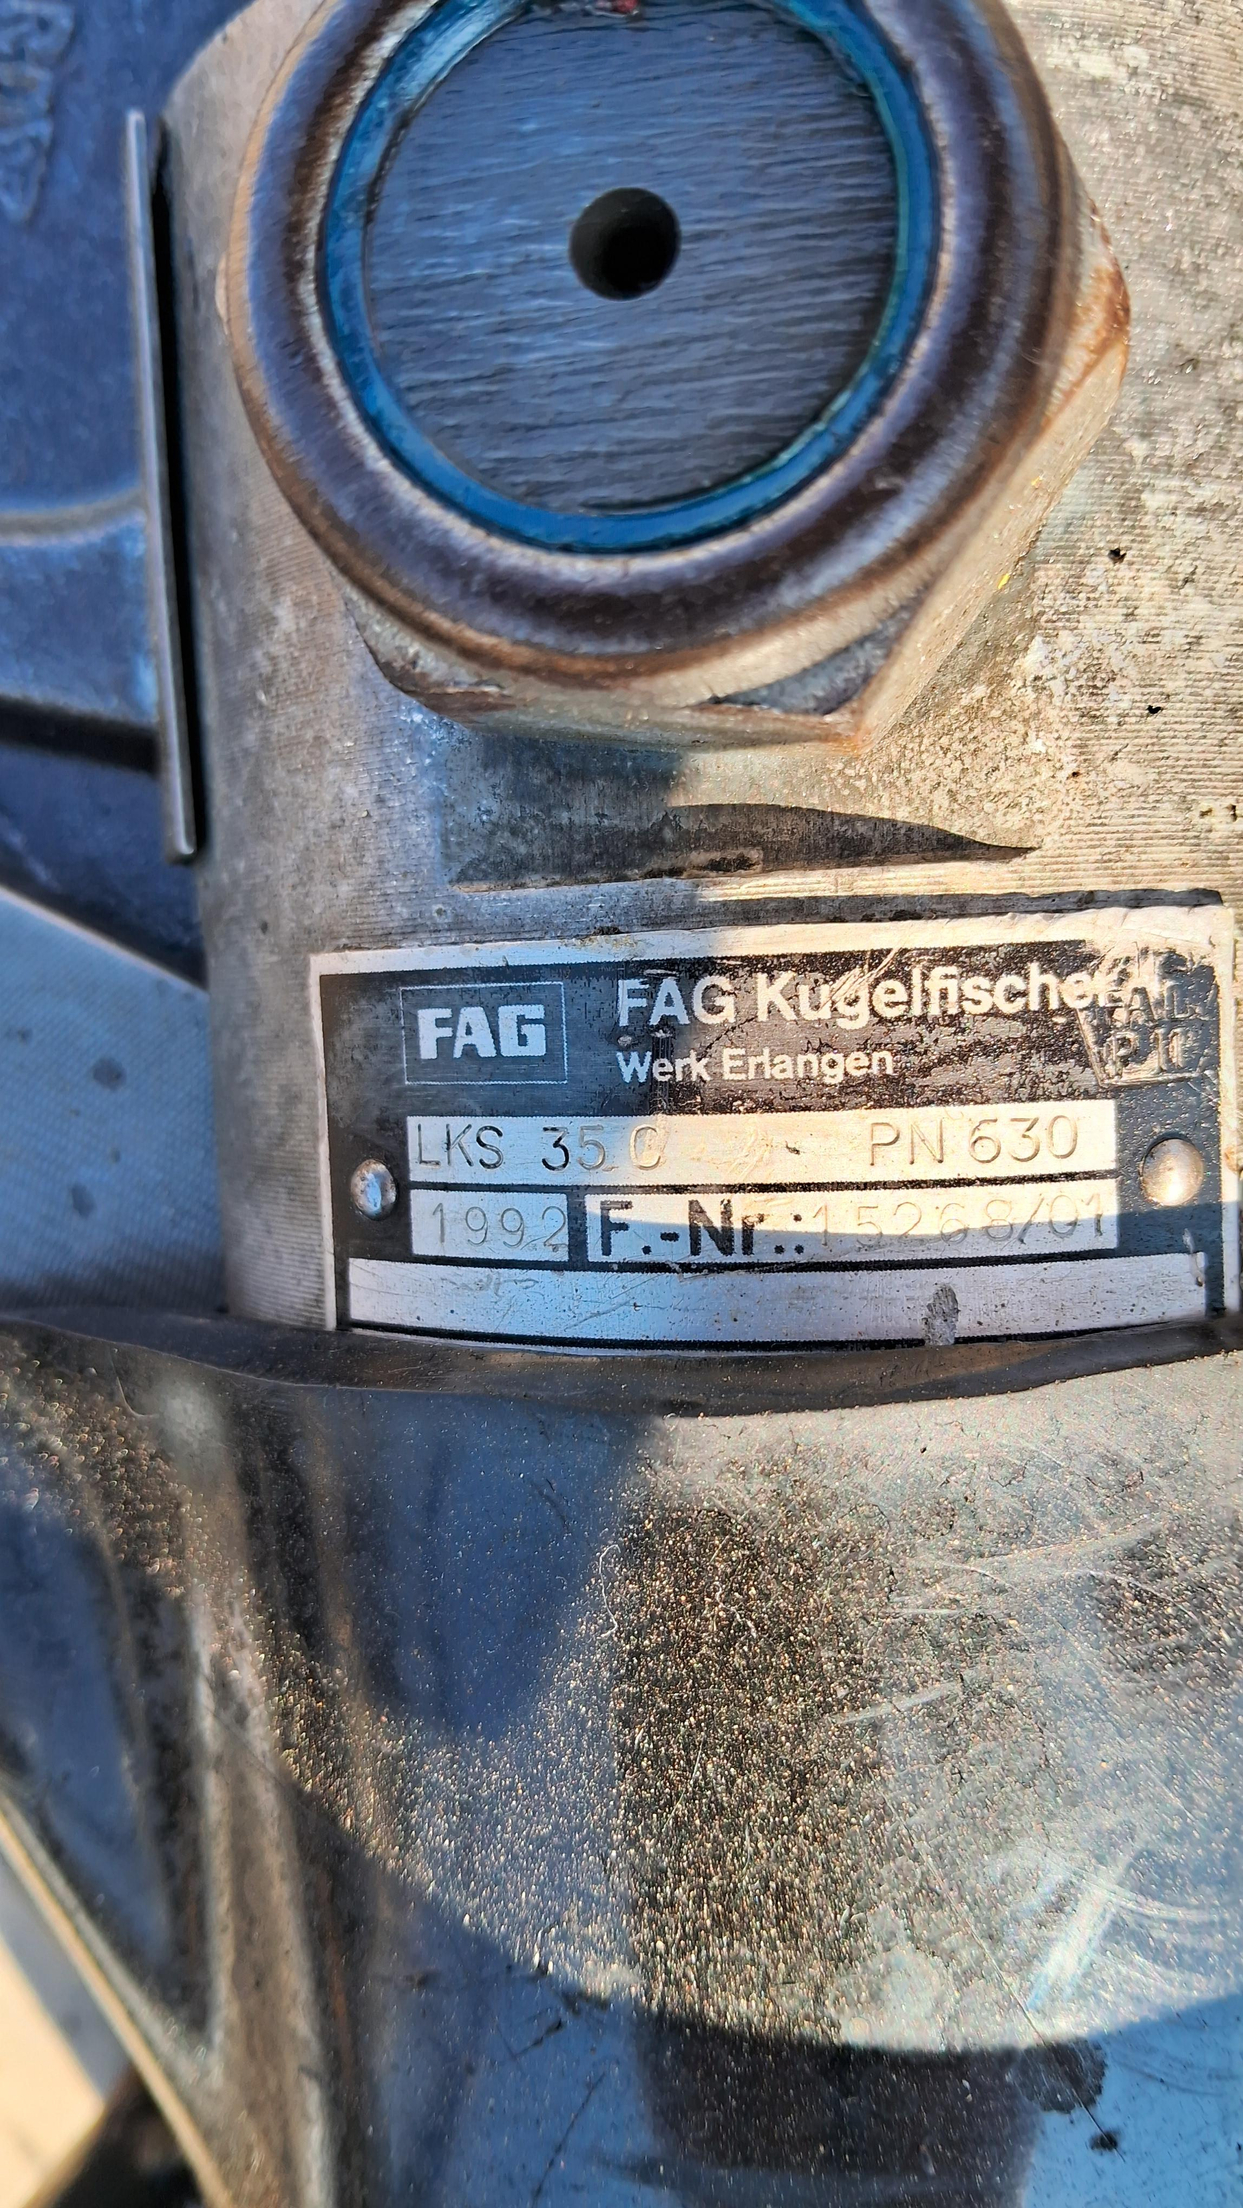 FAG
FAG Kugelfischer
Werk Erlangen
LKS 35 C PN 630
1992 F.-Nr.: 15268/01